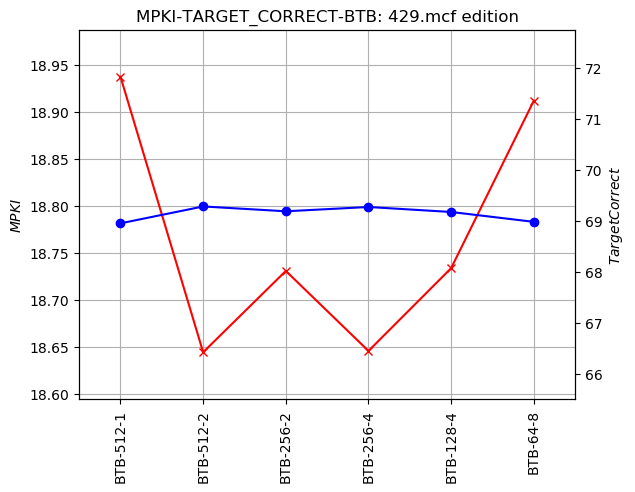 MPKI-TARGET_CORRECT-BTB: 429.mcf edition
18.95
18.90
18.85
18.80
18.75
18.70
18.65
18.60
MPKI
72
71
70
69
68
67
66
TargetCorrect
BTB-512-1
BTB-512-2
BTB-256-2
BTB-256-4
BTB-128-4
BTB-64-8